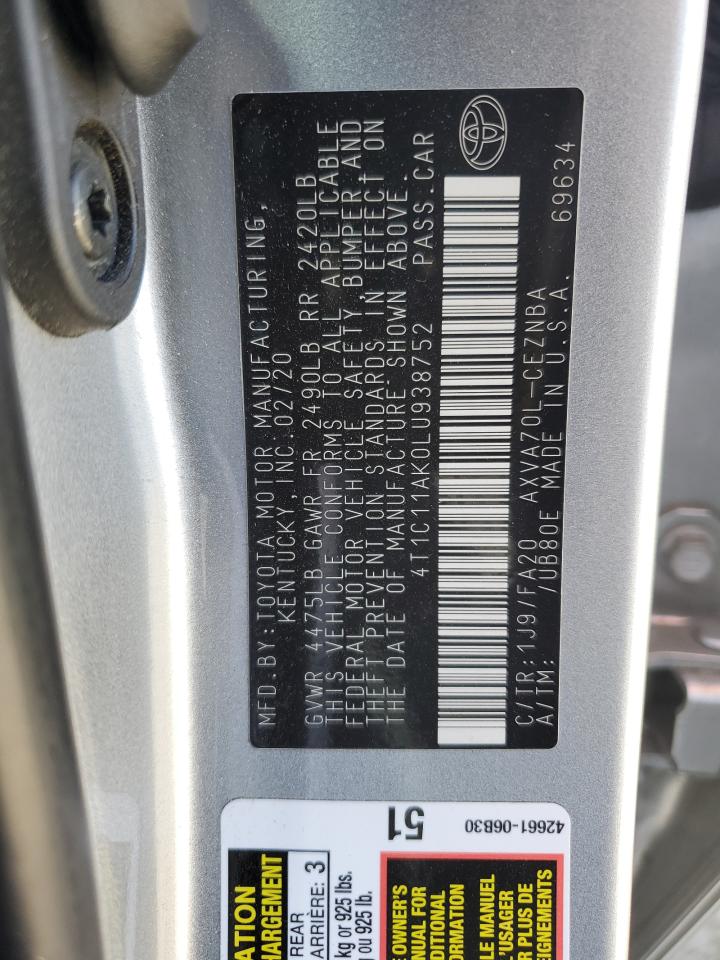 MFD.BY:TOYOTA MOTOR MANUFACTURING,
KENTUCKY, INC. 02/20
GVWR 4475LB GAWR FR 2490LB RR 2420LB
THIS VEHICLE CONFORMS TO ALL APPLICABLE
FEDERAL MOTOR VEHICLE SAFETY, BUMPER, AND
THEFT PREVENTION STANDARDS IN EFFECT ON
THE DATE OF MANUFACTURE SHOWN ABOVE.
4T1C11AK0LU938752 PASS.CAR
C/TR:1J9/FA20 AXVA70L-CEZNBA
A/TM: /UB80E MADE IN U.S.A. 69634
51
42661-06B30
REAR
ARRIÈRE: 3
kg or 925 lbs.
ou 925 lb.
OWNER'S
MANUAL FOR
LE MANUEL
L'USAGER
PLUS DE